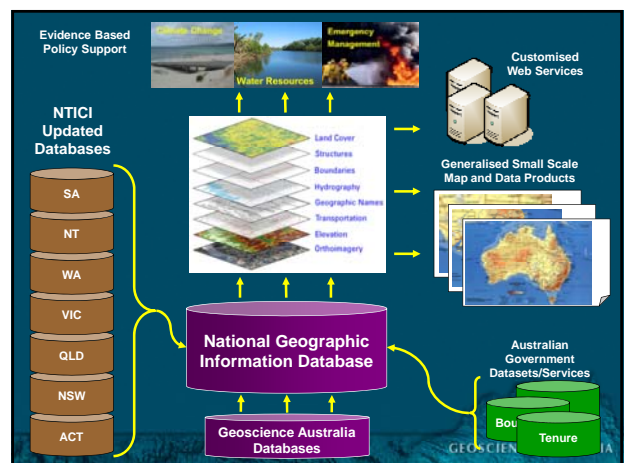 Evidence Based
Policy Support
Climate Change
Water Resources
Emergency
Management
Customised
Web Services
NTICI
Updated
Databases
SA
NT
WA
VIC
QLD
NSW
ACT
Land Cover
Structures
Boundaries
Hydrography
Geographic Names
Transportation
Elevation
Orthoimagery
Generalised Small Scale
Map and Data Products
National Geographic
Information Database
Geoscience Australia
Databases
Australian
Government
Datasets/Services
Bou
Tenure